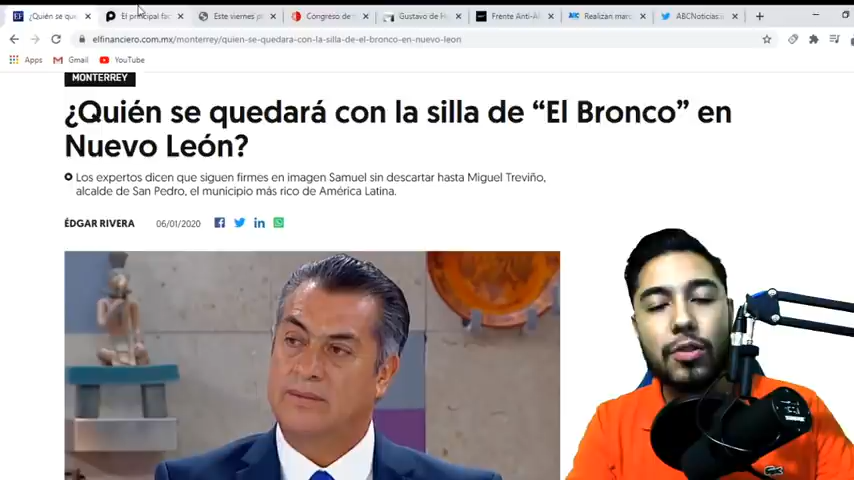 ¿Quién se que
El principal fac
Este viernes p
Congreso de
Gustavo de H
Frente Anti-A
Realizan marc
ABCNoticias.
elfinanciero.com.mx/monterrey/quien-se-quedara-con-la-silla-de-el-bronco-en-nuevo-leon
Apps Gmail YouTube
MONTERREY
¿Quién se quedará con la silla de “El Bronco” en
Nuevo León?
Los expertos dicen que siguen firmes en imagen Samuel sin descartar hasta Miguel Treviño,
alcalde de San Pedro, el municipio más rico de América Latina.
ÉDGAR RIVERA 06/01/2020